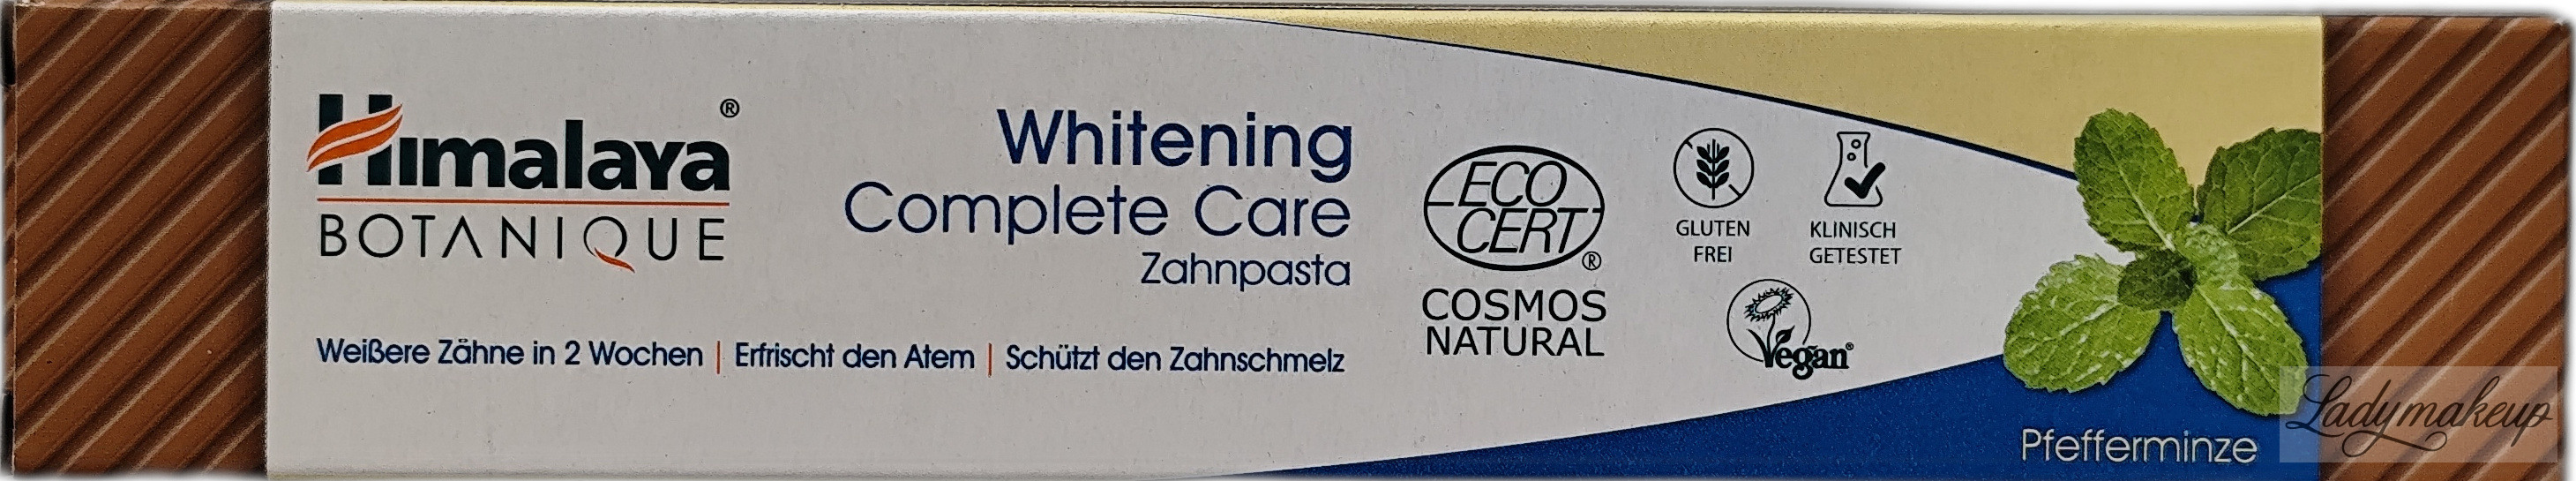 Himalaya®
BOTANIQUE
Whitening
Complete Care
Zahnpasta
Weißere Zähne in 2 Wochen | Erfrischt den Atem | Schützt den Zahnschmelz
ECO
CERT®
COSMOS
NATURAL
GLUTEN
FREI
KLINISCH
GETESTET
Vegan®
Pfefferminze
Ladymakeup